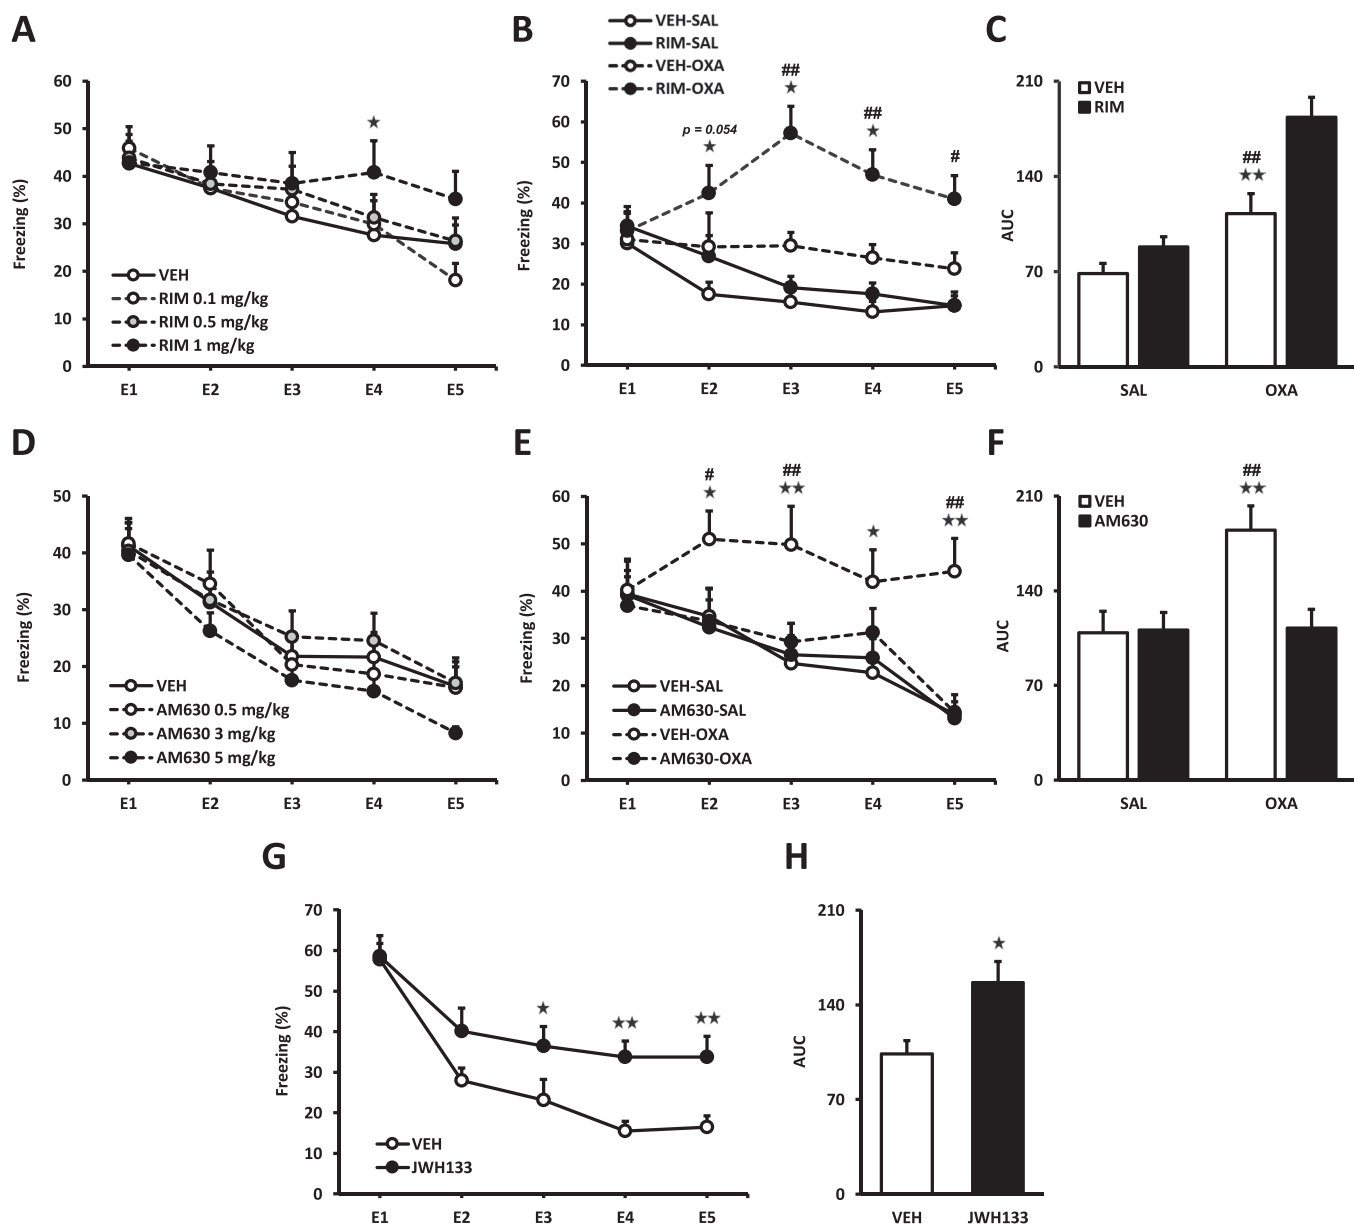 A
60
50
40
30
20
10
0
Freezing (%)
★
VEH
RIM 0.1 mg/kg
RIM 0.5 mg/kg
RIM 1 mg/kg
E1 E2 E3 E4 E5
B
VEH-SAL
RIM-SAL
VEH-OXA
RIM-OXA
70
60
50
40
30
20
10
0
Freezing (%)
p = 0.054
★
##
★
##
★
#
E1 E2 E3 E4 E5
C
210
140
70
0
AUC
VEH
RIM
##
★★
SAL OXA
D
50
40
30
20
10
0
Freezing (%)
VEH
AM630 0.5 mg/kg
AM630 3 mg/kg
AM630 5 mg/kg
E1 E2 E3 E4 E5
E
60
50
40
30
20
10
0
Freezing (%)
#
★
##
★★
★
##
★★
VEH-SAL
AM630-SAL
VEH-OXA
AM630-OXA
E1 E2 E3 E4 E5
F
210
140
70
0
AUC
VEH
AM630
##
★★
SAL OXA
G
70
60
50
40
30
20
10
0
Freezing (%)
★ ★★ ★★
VEH
JWH133
E1 E2 E3 E4 E5
H
210
140
70
0
AUC
★
VEH JWH133